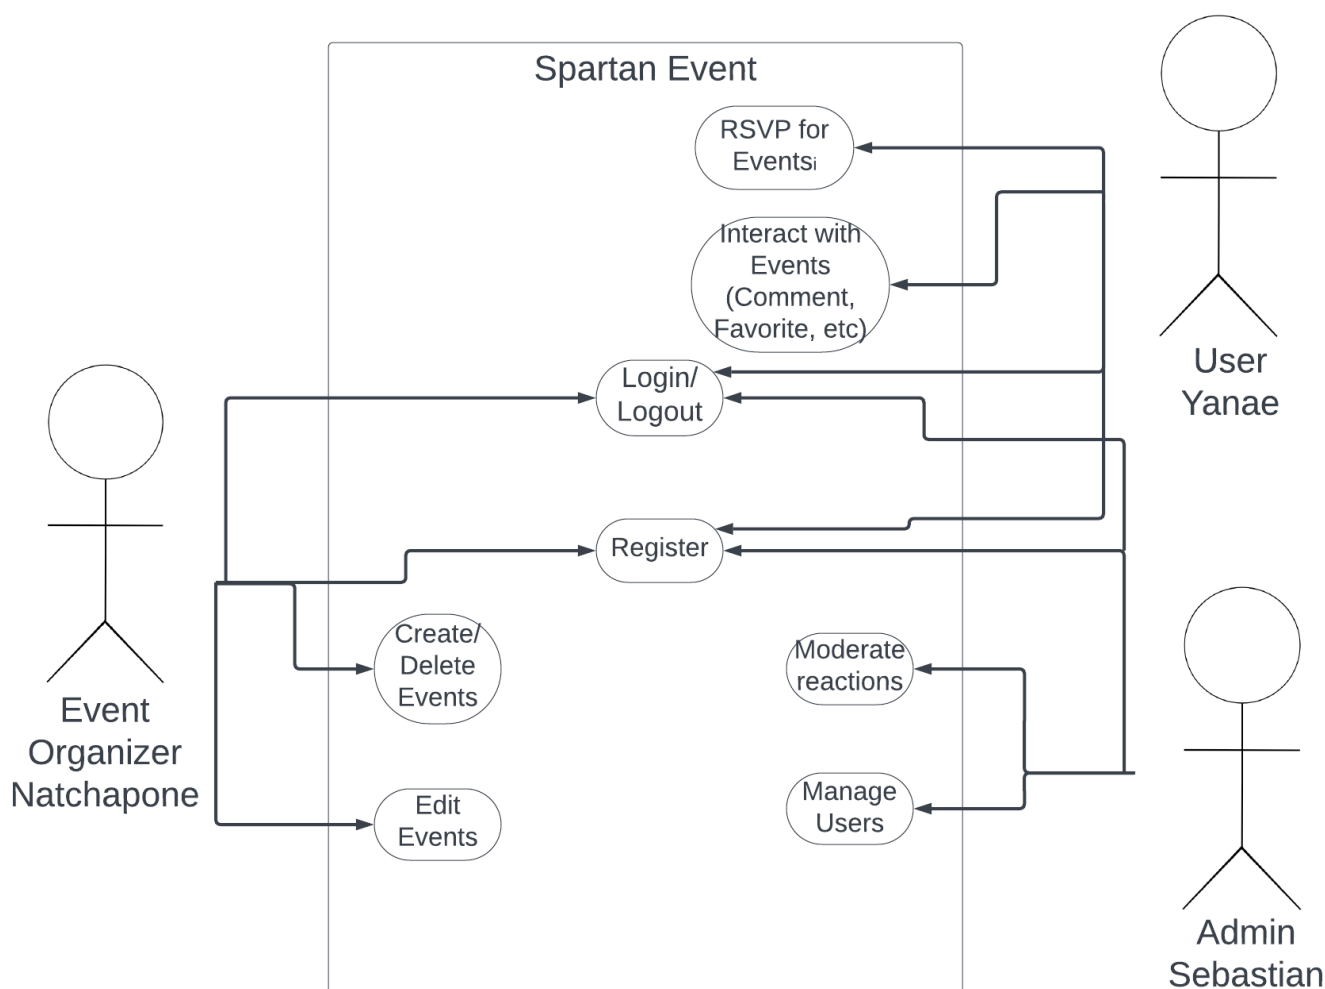 Spartan Event
RSVP for
Eventsi
Interact with
Events
(Comment,
Favorite, etc)
Login/
Logout
Register
Create/
Delete
Events
Edit
Events
Moderate
reactions
Manage
Users
User
Yanae
Event
Organizer
Natchapone
Admin
Sebastian